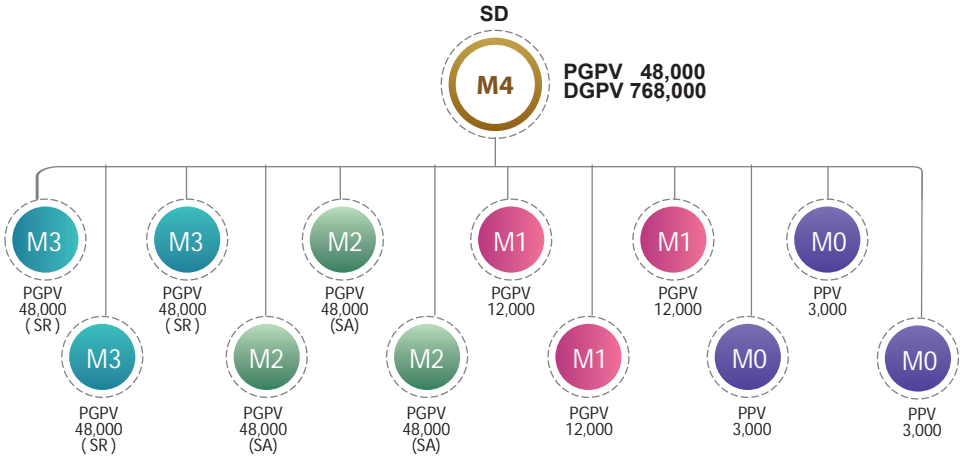 SD
M4
PGPV 48,000
DGPV 768,000
M3
PGPV
48,000
( SR )
M3
PGPV
48,000
( SR )
M2
PGPV
48,000
(SA)
M1
PGPV
12,000
M1
PGPV
12,000
M0
PPV
3,000
M3
PGPV
48,000
( SR )
M2
PGPV
48,000
(SA)
M2
PGPV
48,000
(SA)
M1
PGPV
12,000
M0
PPV
3,000
M0
PPV
3,000